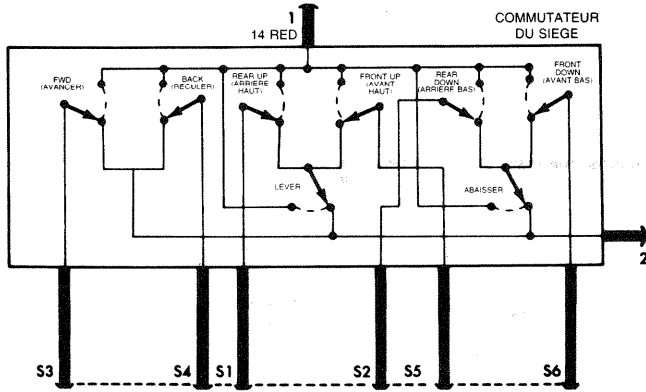 1
14 RED
COMMUTATEUR
DU SIEGE
FWD
(AVANCER)
BACK
(RECULER)
REAR UP
(ARRIERE
HAUT)
FRONT UP
(AVANT
HAUT)
REAR
DOWN
(ARRIERE BAS)
FRONT
DOWN
(AVANT BAS)
LEVER
ABAISSER
2
S3
S4
S1
S2
S5
S6